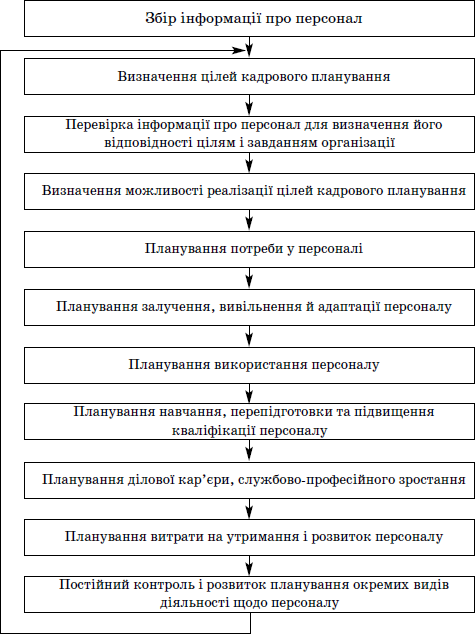 Збір інформації про персонал
Визначення цілей кадрового планування
Перевірка інформації про персонал для визначення його
відповідності цілям і завданням організації
Визначення можливості реалізації цілей кадрового планування
Планування потреби у персоналі
Планування залучення, вивільнення й адаптації персоналу
Планування використання персоналу
Планування навчання, перепідготовки та підвищення
кваліфікації персоналу
Планування ділової кар’єри, службово-професійного зростання
Планування витрати на утримання і розвиток персоналу
Постійний контроль і розвиток планування окремих видів
діяльності щодо персоналу